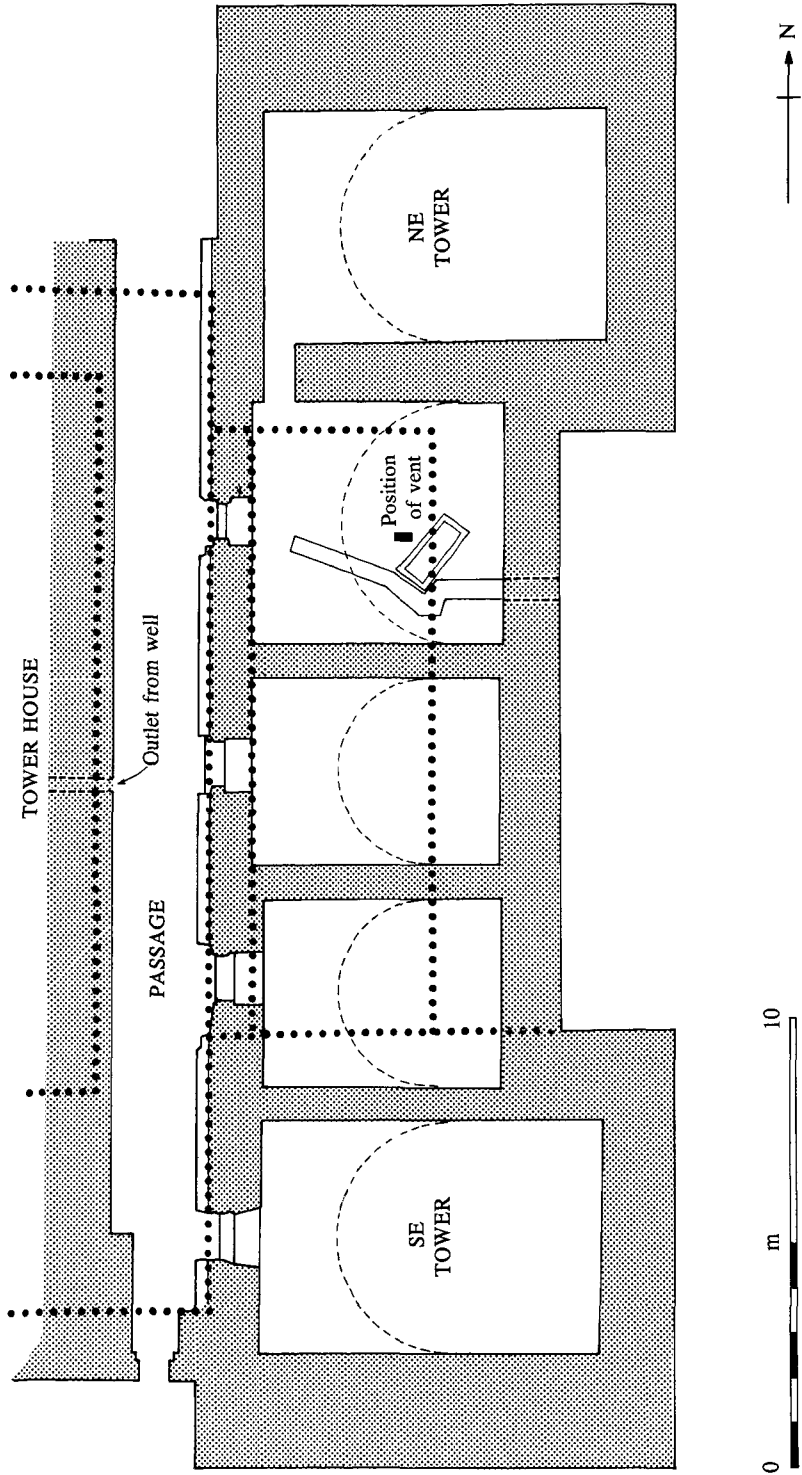 TOWER HOUSE
Outlet from well
PASSAGE
NE
TOWER
Position
of vent
SE
TOWER
N
0
m
10